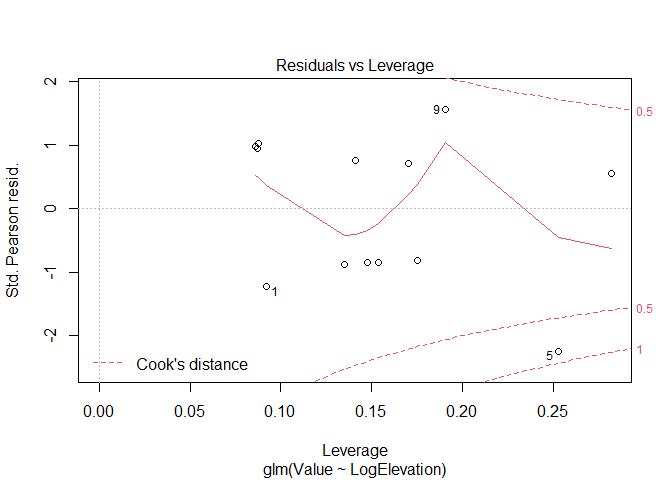 Residuals vs Leverage
Std. Pearson resid.
2
1
0
-1
-2
9
1
5
0.5
0.5
1
Cook's distance
0.00 0.05 0.10 0.15 0.20 0.25
Leverage
glm(Value ~ LogElevation)